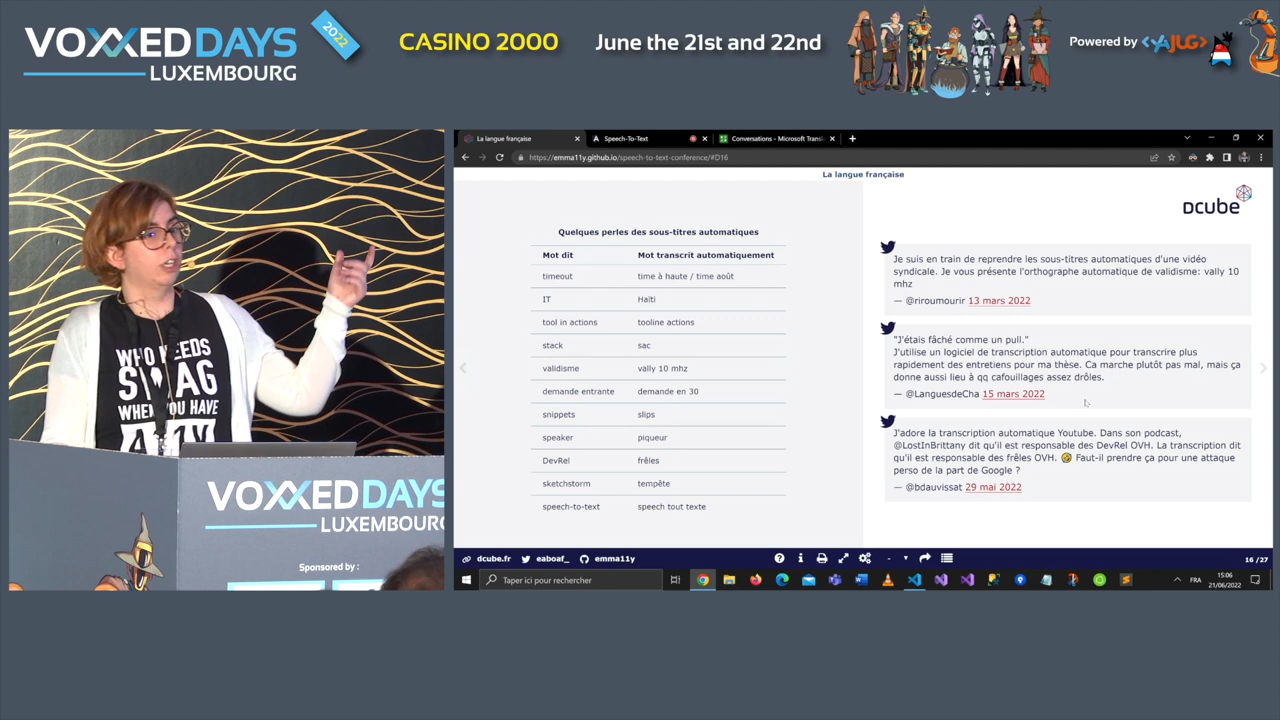 VOXXED DAYS
LUXEMBOURG
2022
CASINO 2000
June the 21st and 22nd
Powered by <YAJUG>
WHO NEEDS
SWAG
WHEN YOU HAVE
VOXXED DAYS
LUXEMBOURG
Sponsored by :
La langue française
Speech-To-Text
Conversations - Microsoft Transl
https://emma11y.github.io/speech-to-text-conference/#D16
La langue française
Quelques perles des sous-titres automatiques
Mot dit Mot transcrit automatiquement
timeout time à haute / time août
IT Haïti
tool in actions tooline actions
stack sac
validisme vally 10 mhz
demande entrante demande en 30
snippets slips
speaker piqueur
DevRel frêles
sketchstorm tempête
speech-to-text speech tout texte
DCUBE
Je suis en train de reprendre les sous-titres automatiques d'une vidéo
syndicale. Je vous présente l'orthographe automatique de validisme: vally 10
mhz
— @riroumourir 13 mars 2022
"J'étais fâché comme un pull."
J'utilise un logiciel de transcription automatique pour transcrire plus
rapidement des entretiens pour ma thèse. Ca marche plutôt pas mal, mais ça
donne aussi lieu à qq cafouillages assez drôles.
— @LanguesdeCha 15 mars 2022
J'adore la transcription automatique Youtube. Dans son podcast,
@LostInBrittany dit qu'il est responsable des DevRel OVH. La transcription dit
qu'il est responsable des frêles OVH. 🤣 Faut-il prendre ça pour une attaque
perso de la part de Google ?
— @bdauvissat 29 mai 2022
dcube.fr eaboaf_ emma11y
16 /27
Taper ici pour rechercher
FRA
15:06
21/06/2022